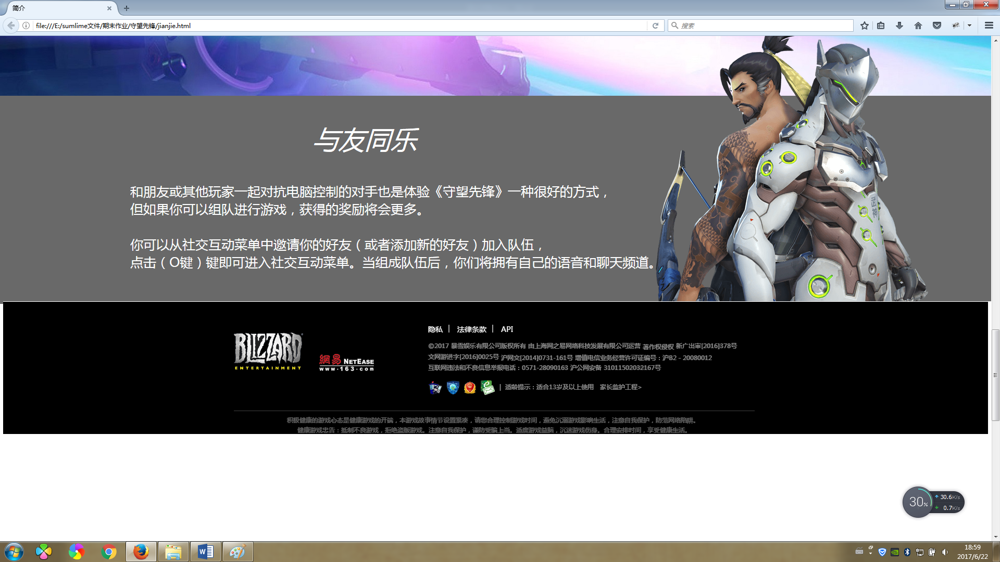 简介
file:///E:/sumlime文件/期末作业/守望先锋/jianjie.html
搜索
与友同乐
和朋友或其他玩家一起对抗电脑控制的对手也是体验《守望先锋》一种很好的方式，
但如果你可以组队进行游戏，获得的奖励将会更多。
你可以从社交互动菜单中邀请你的好友（或者添加新的好友）加入队伍，
点击（O键）键即可进入社交互动菜单。当组成队伍后，你们将拥有自己的语音和聊天频道。
隐私 | 法律条款 | API
©2017 暴雪娱乐有限公司版权所有 由上海网之易网络科技发展有限公司运营 著作权侵权 新广出审[2016]378号
文网游进字[2016]0025号 沪网文[2014]0731-161号 增值电信业务经营许可证编号：沪B2 - 20080012
互联网违法和不良信息举报电话：0571-28090163 沪公网安备 31011502032167号
BLIZZARD
ENTERTAINMENT
網易 NETEASE
www.163.com
| 适龄提示：适合13岁及以上使用 家长监护工程>
积极健康的游戏心态是健康游戏的开端，本游戏故事情节设置紧凑，请您合理控制游戏时间，避免沉溺游戏影响生活，注意自我保护，防范网络陷阱。
健康游戏忠告：抵制不良游戏，拒绝盗版游戏。注意自我保护，谨防受骗上当。适度游戏益脑，沉迷游戏伤身。合理安排时间，享受健康生活。
30%
30.6K/s
0.7K/s
18:59
2017/6/22